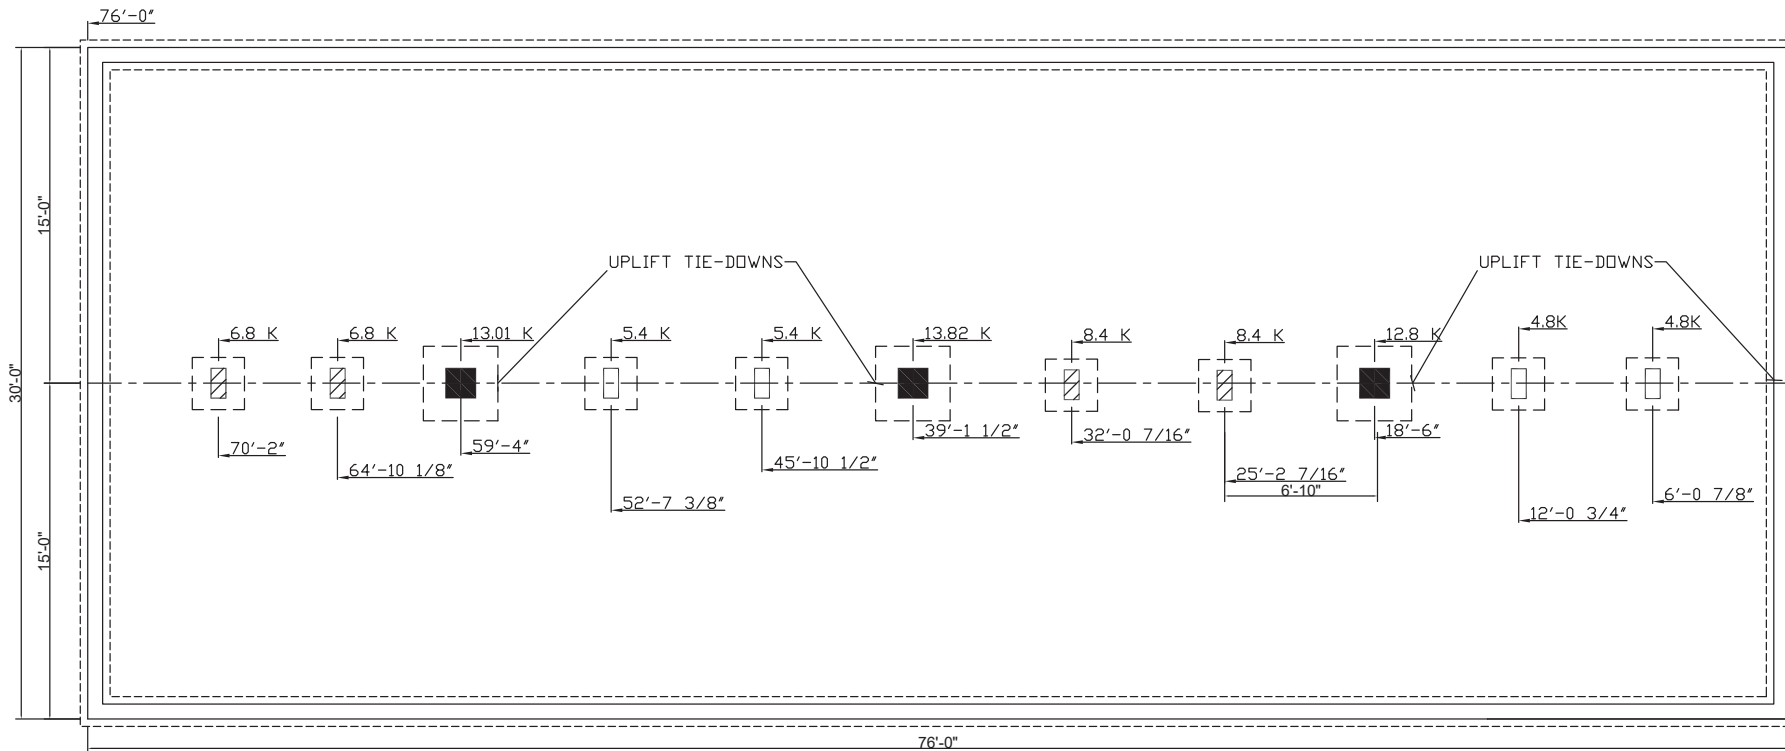 76'-0"
15'-0"
30'-0"
15'-0"
UPLIFT TIE-DOWNS
UPLIFT TIE-DOWNS
6.8 K
6.8 K
13.01 K
5.4 K
5.4 K
13.82 K
8.4 K
8.4 K
12.8 K
4.8K
4.8K
70'-2"
64'-10 1/8"
59'-4"
52'-7 3/8"
45'-10 1/2"
39'-1 1/2"
32'-0 7/16"
25'-2 7/16"
6'-10"
18'-6"
12'-0 3/4"
6'-0 7/8"
76'-0"